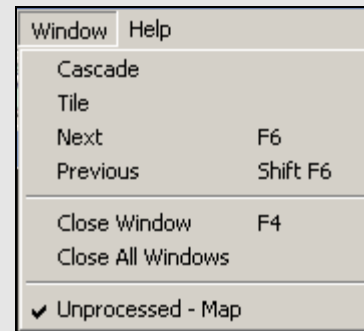 Window Help
Cascade
Tile
Next F6
Previous Shift F6
Close Window F4
Close All Windows
✔ Unprocessed - Map